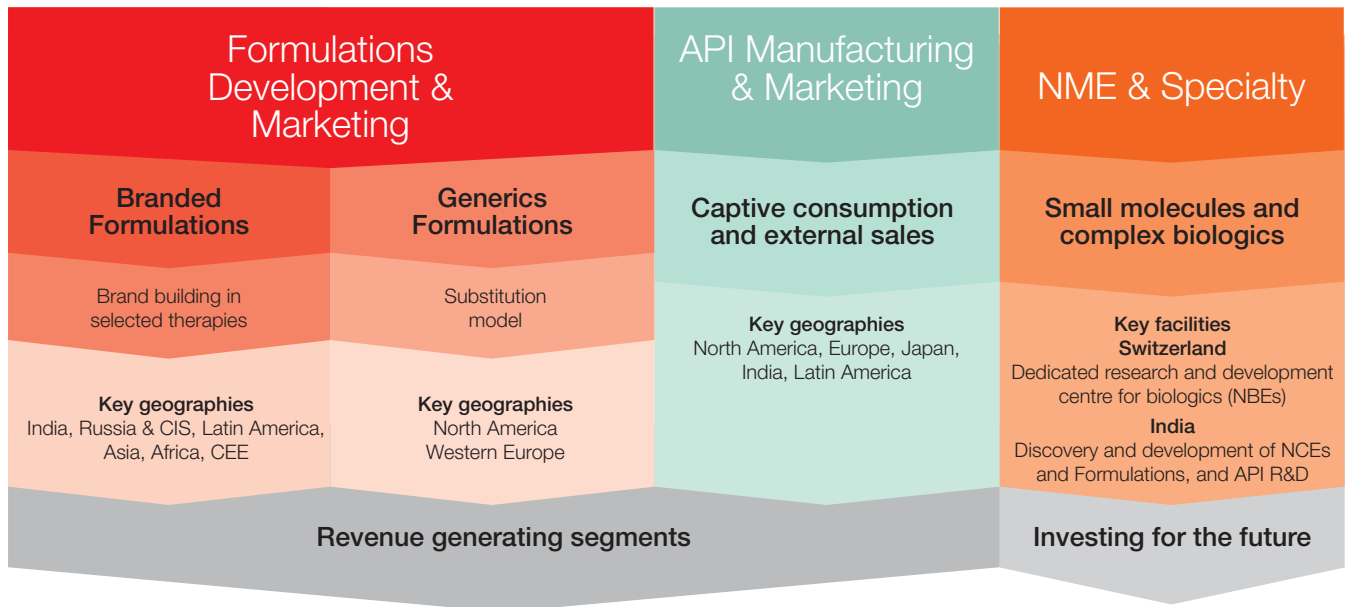 Formulations
Development &
Marketing
API Manufacturing
& Marketing
NME & Specialty
Branded
Formulations
Generics
Formulations
Captive consumption
and external sales
Small molecules and
complex biologics
Brand building in
selected therapies
Substitution
model
Key geographies
India, Russia & CIS, Latin America,
Asia, Africa, CEE
Key geographies
North America
Western Europe
Key geographies
North America, Europe, Japan,
India, Latin America
Key facilities
Switzerland
Dedicated research and development
centre for biologics (NBEs)
India
Discovery and development of NCEs
and Formulations, and API R&D
Revenue generating segments
Investing for the future